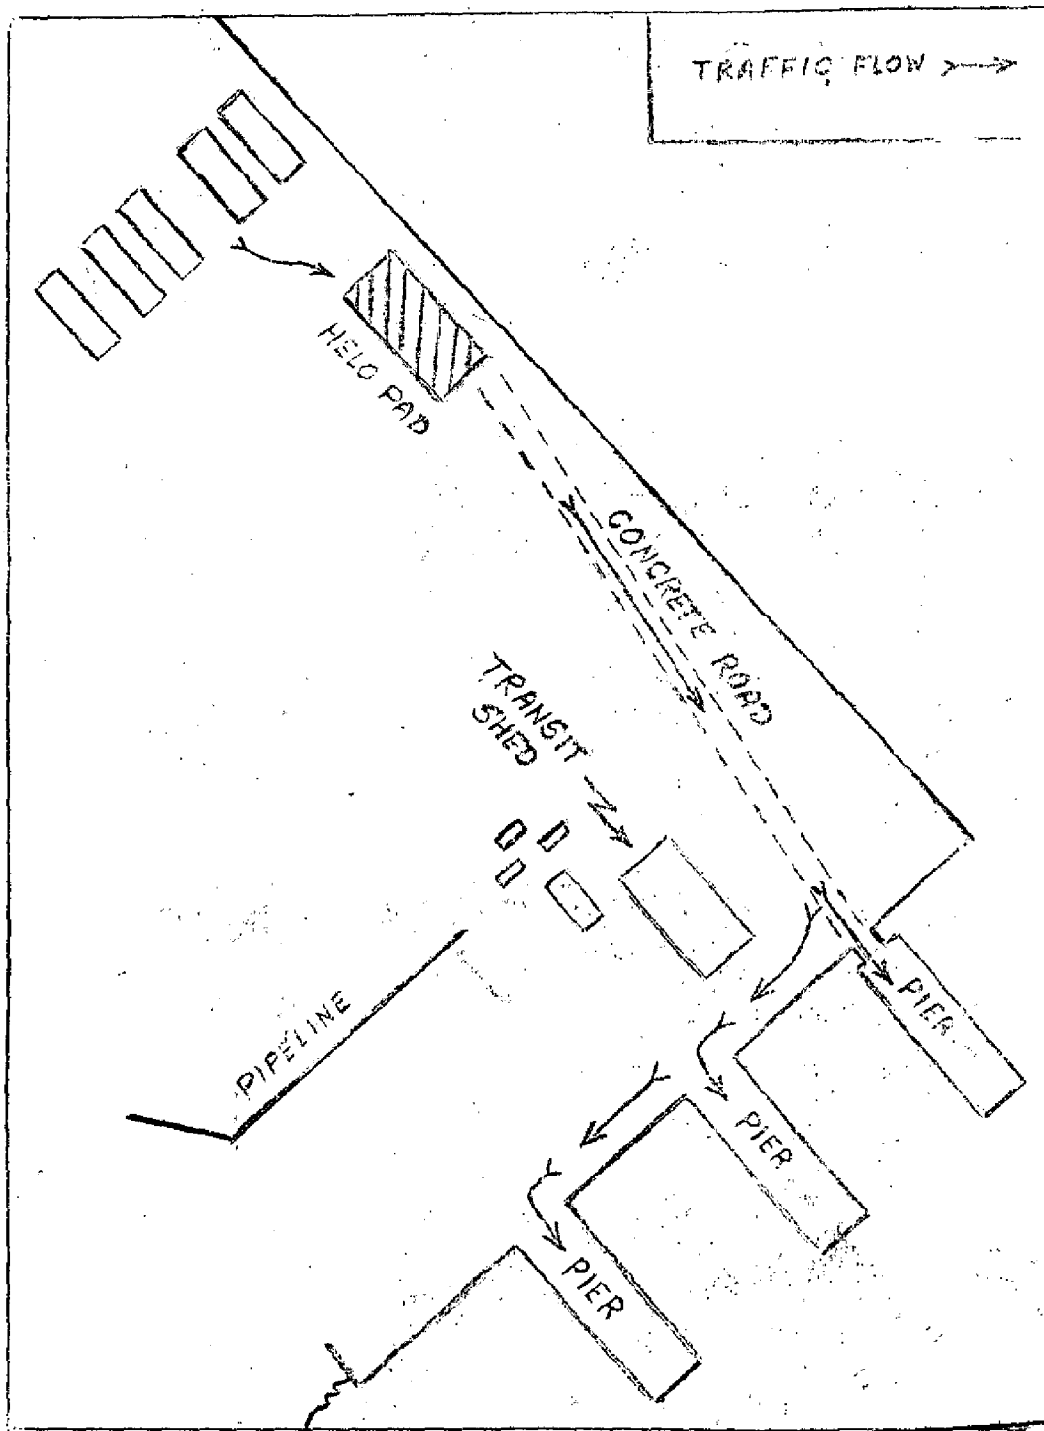 TRAFFIC FLOW
HELO PAD
CONCRETE ROAD
TRANSIT
SHED
PIPELINE
PIER
PIER
PIER